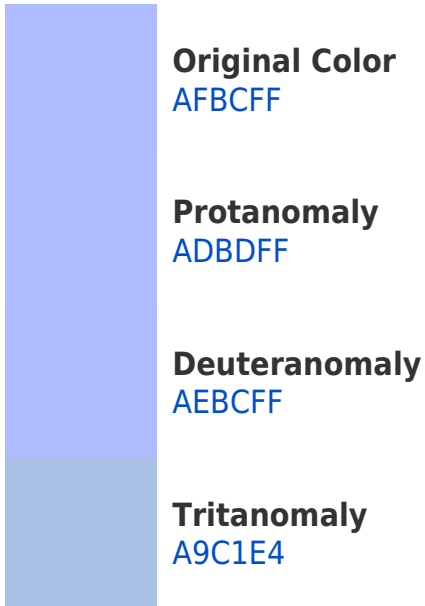 Original Color
AFBCFF
Protanomaly
ADBDFF
Deuteranomaly
AEBCFF
Tritanomaly
A9C1E4